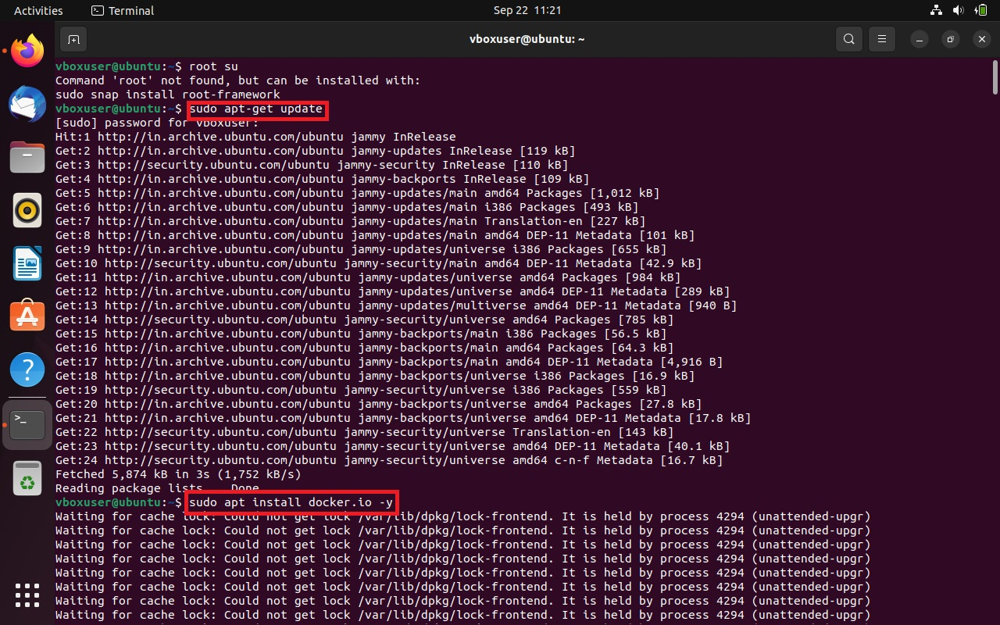 Activities
Terminal
Sep 22 11:21
vboxuser@ubuntu: ~
vboxuser@ubuntu:~$ root su
Command 'root' not found, but can be installed with:
sudo snap install root-framework
vboxuser@ubuntu:~$ sudo apt-get update
[sudo] password for vboxuser:
Hit:1 http://in.archive.ubuntu.com/ubuntu jammy InRelease
Get:2 http://in.archive.ubuntu.com/ubuntu jammy-updates InRelease [119 kB]
Get:3 http://security.ubuntu.com/ubuntu jammy-security InRelease [110 kB]
Get:4 http://in.archive.ubuntu.com/ubuntu jammy-backports InRelease [109 kB]
Get:5 http://in.archive.ubuntu.com/ubuntu jammy-updates/main amd64 Packages [1,012 kB]
Get:6 http://in.archive.ubuntu.com/ubuntu jammy-updates/main i386 Packages [493 kB]
Get:7 http://in.archive.ubuntu.com/ubuntu jammy-updates/main Translation-en [227 kB]
Get:8 http://in.archive.ubuntu.com/ubuntu jammy-updates/main amd64 DEP-11 Metadata [101 kB]
Get:9 http://in.archive.ubuntu.com/ubuntu jammy-updates/universe i386 Packages [655 kB]
Get:10 http://security.ubuntu.com/ubuntu jammy-security/main amd64 DEP-11 Metadata [42.9 kB]
Get:11 http://in.archive.ubuntu.com/ubuntu jammy-updates/universe amd64 Packages [984 kB]
Get:12 http://in.archive.ubuntu.com/ubuntu jammy-updates/universe amd64 DEP-11 Metadata [289 kB]
Get:13 http://in.archive.ubuntu.com/ubuntu jammy-updates/multiverse amd64 DEP-11 Metadata [940 B]
Get:14 http://security.ubuntu.com/ubuntu jammy-security/universe amd64 Packages [785 kB]
Get:15 http://in.archive.ubuntu.com/ubuntu jammy-backports/main i386 Packages [56.5 kB]
Get:16 http://in.archive.ubuntu.com/ubuntu jammy-backports/main amd64 Packages [64.3 kB]
Get:17 http://in.archive.ubuntu.com/ubuntu jammy-backports/main amd64 DEP-11 Metadata [4,916 B]
Get:18 http://in.archive.ubuntu.com/ubuntu jammy-backports/universe i386 Packages [16.9 kB]
Get:19 http://security.ubuntu.com/ubuntu jammy-security/universe i386 Packages [559 kB]
Get:20 http://in.archive.ubuntu.com/ubuntu jammy-backports/universe amd64 Packages [27.8 kB]
Get:21 http://in.archive.ubuntu.com/ubuntu jammy-backports/universe amd64 DEP-11 Metadata [17.8 kB]
Get:22 http://security.ubuntu.com/ubuntu jammy-security/universe Translation-en [143 kB]
Get:23 http://security.ubuntu.com/ubuntu jammy-security/universe amd64 DEP-11 Metadata [40.1 kB]
Get:24 http://security.ubuntu.com/ubuntu jammy-security/universe amd64 c-n-f Metadata [16.7 kB]
Fetched 5,874 kB in 3s (1,752 kB/s)
Reading package lists... Done
vboxuser@ubuntu:~$ sudo apt install docker.io -y
Waiting for cache lock: Could not get lock /var/lib/dpkg/lock-frontend. It is held by process 4294 (unattended-upgr)
Waiting for cache lock: Could not get lock /var/lib/dpkg/lock-frontend. It is held by process 4294 (unattended-upgr)
Waiting for cache lock: Could not get lock /var/lib/dpkg/lock-frontend. It is held by process 4294 (unattended-upgr)
Waiting for cache lock: Could not get lock /var/lib/dpkg/lock-frontend. It is held by process 4294 (unattended-upgr)
Waiting for cache lock: Could not get lock /var/lib/dpkg/lock-frontend. It is held by process 4294 (unattended-upgr)
Waiting for cache lock: Could not get lock /var/lib/dpkg/lock-frontend. It is held by process 4294 (unattended-upgr)
Waiting for cache lock: Could not get lock /var/lib/dpkg/lock-frontend. It is held by process 4294 (unattended-upgr)
Waiting for cache lock: Could not get lock /var/lib/dpkg/lock-frontend. It is held by process 4294 (unattended-upgr)